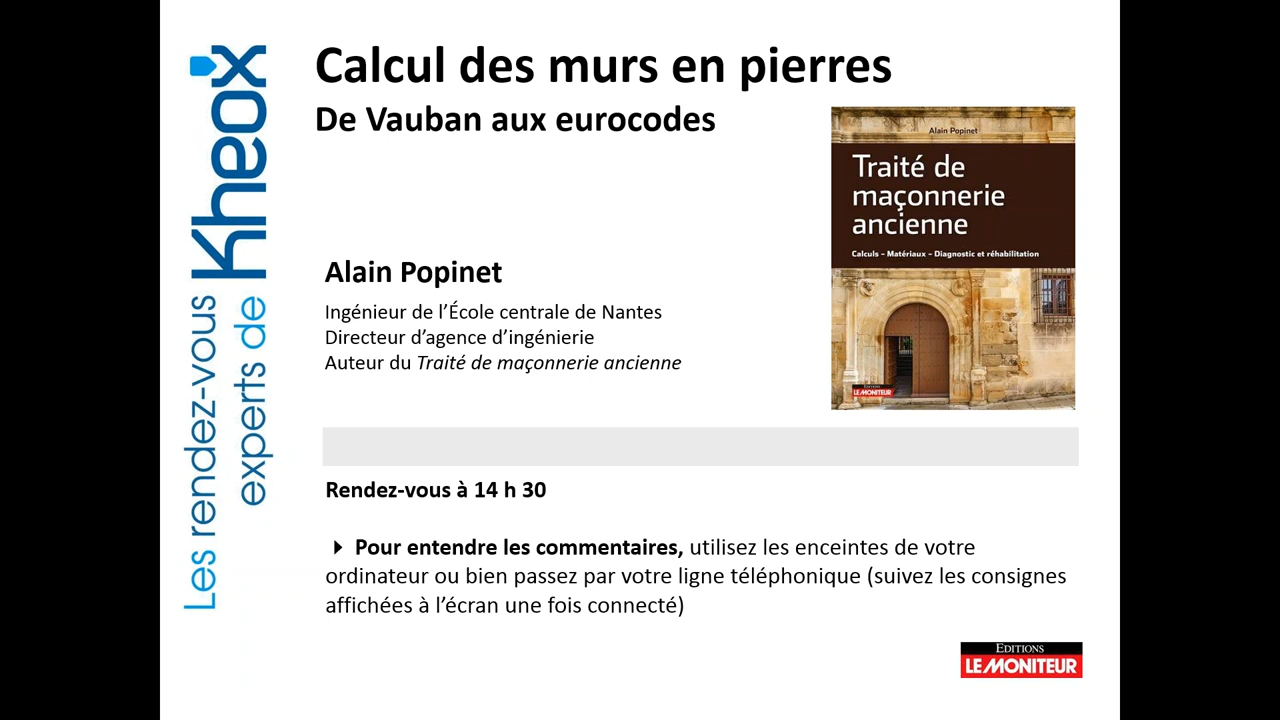 Calcul des murs en pierres
De Vauban aux eurocodes
Les rendez-vous
experts de
Kheox
Alain Popinet
Traité de
maçonnerie
ancienne
Calculs – Matériaux – Diagnostic et réhabilitation
EDITIONS
LE MONITEUR
Alain Popinet
Ingénieur de l’École centrale de Nantes
Directeur d’agence d’ingénierie
Auteur du Traité de maçonnerie ancienne
Rendez-vous à 14 h 30
Pour entendre les commentaires, utilisez les enceintes de votre
ordinateur ou bien passez par votre ligne téléphonique (suivez les consignes
affichées à l’écran une fois connecté)
EDITIONS
LE MONITEUR